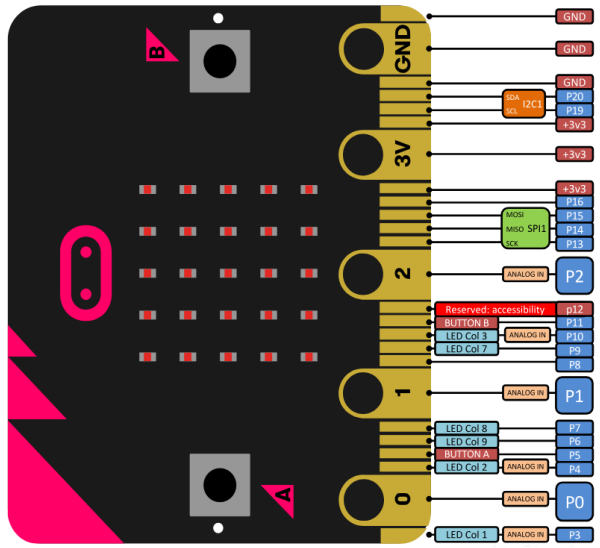 B
A
GND
3V
2
1
0
GND
GND
GND
SDA I2C1 P20
SCL P19
+3v3
+3v3
+3v3
P16
MOSI P15
MISO SPI1 P14
SCK P13
ANALOG IN P2
Reserved: accessibility p12
BUTTON B P11
LED Col 3 ANALOG IN P10
LED Col 7 P9
P8
ANALOG IN P1
LED Col 8 P7
LED Col 9 P6
BUTTON A P5
LED Col 2 ANALOG IN P4
ANALOG IN P0
LED Col 1 ANALOG IN P3